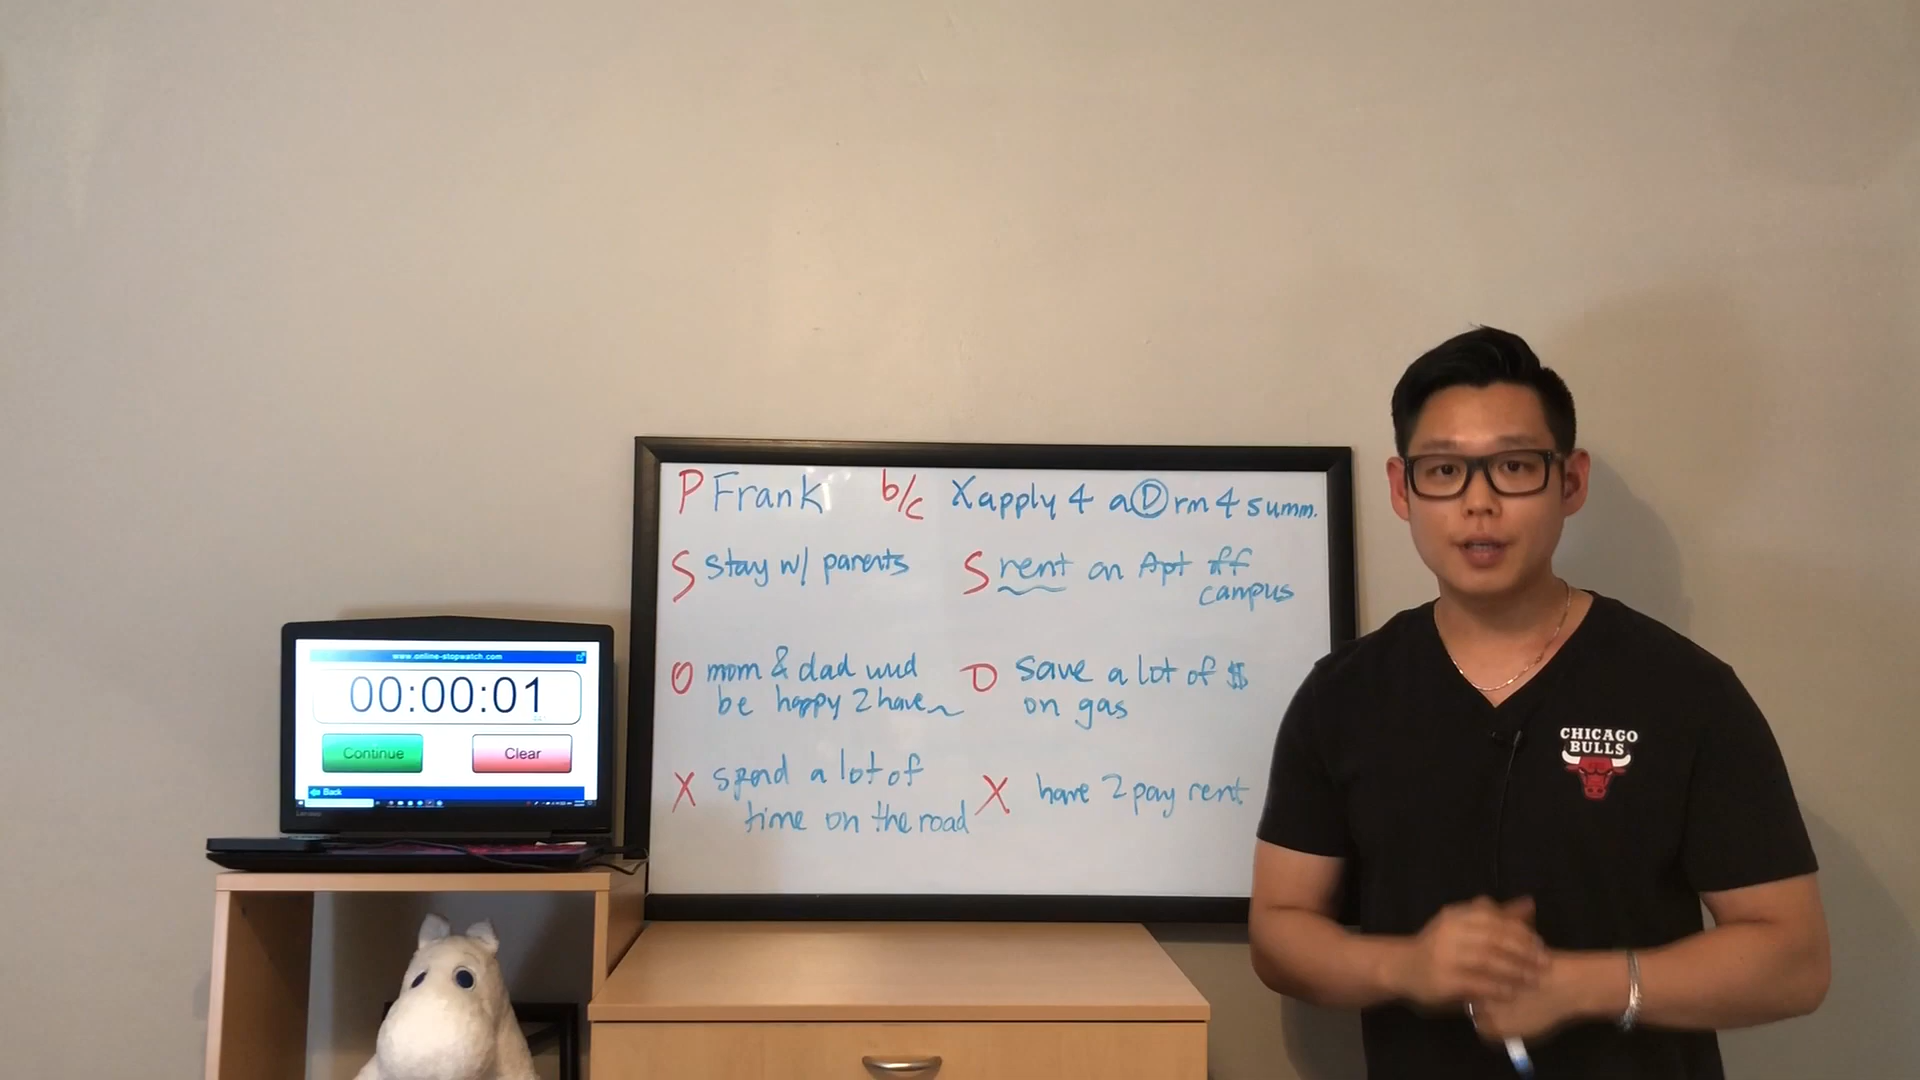 P Frank b/c X apply 4 a D rm 4 summ.
S stay w/ parents
S rent an Apt off
campus
O mom & dad wud
be happy 2 have
O save a lot of $
on gas
X spend a lot of
time on the road
X have 2 pay rent
www.online-stopwatch.com
00:00:01
Continue Clear
Back
Lenovo
CHICAGO
BULLS